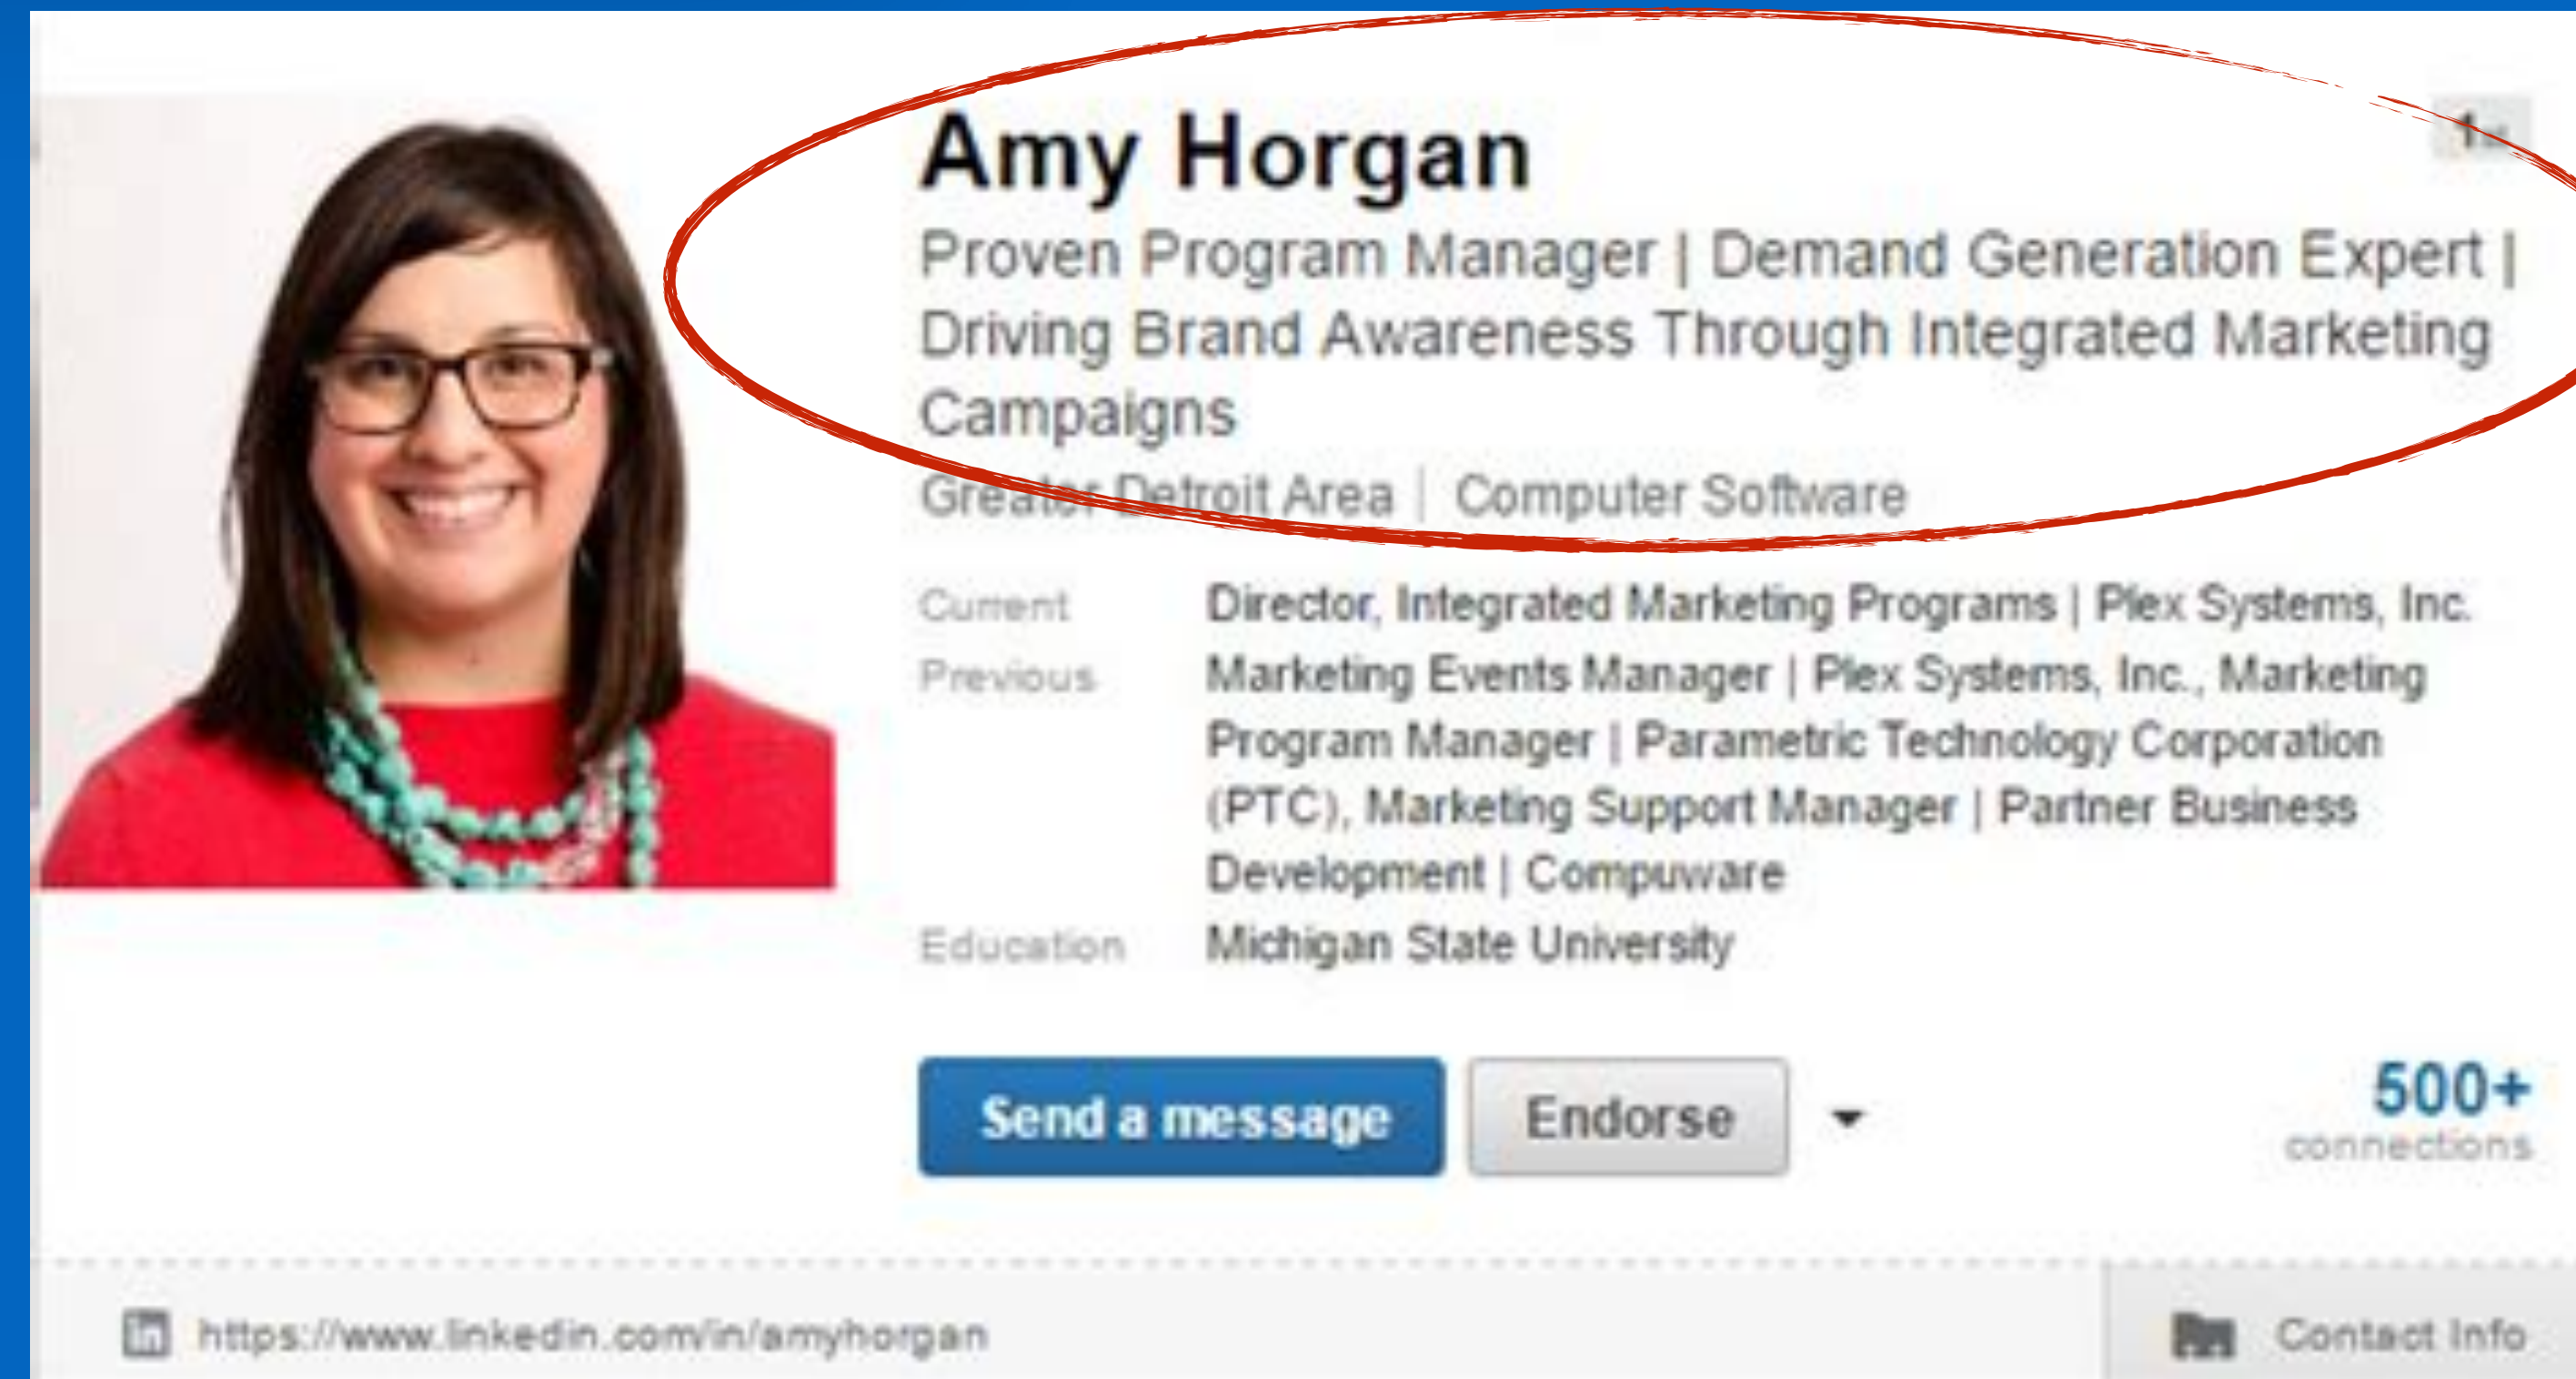 Amy Horgan
1st
Proven Program Manager | Demand Generation Expert |
Driving Brand Awareness Through Integrated Marketing
Campaigns
Greater Detroit Area | Computer Software
Current Director, Integrated Marketing Programs | Plex Systems, Inc.
Previous Marketing Events Manager | Plex Systems, Inc., Marketing
Program Manager | Parametric Technology Corporation
(PTC), Marketing Support Manager | Partner Business
Development | Compuware
Education Michigan State University
Send a message Endorse
500+
connections
in https://www.linkedin.com/in/amyhorgan Contact Info